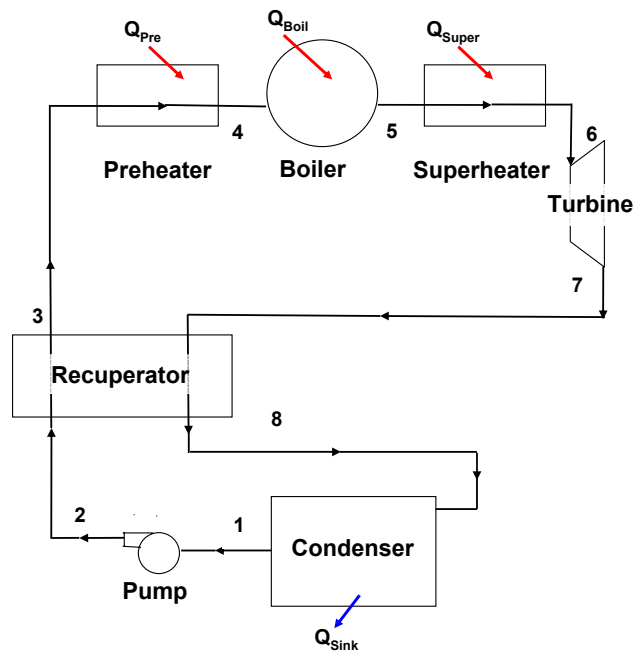 Q_Pre
Q_Boil
Q_Super
4
5
6
Preheater
Boiler
Superheater
Turbine
7
3
Recuperator
8
2
1
Condenser
Pump
Q_Sink